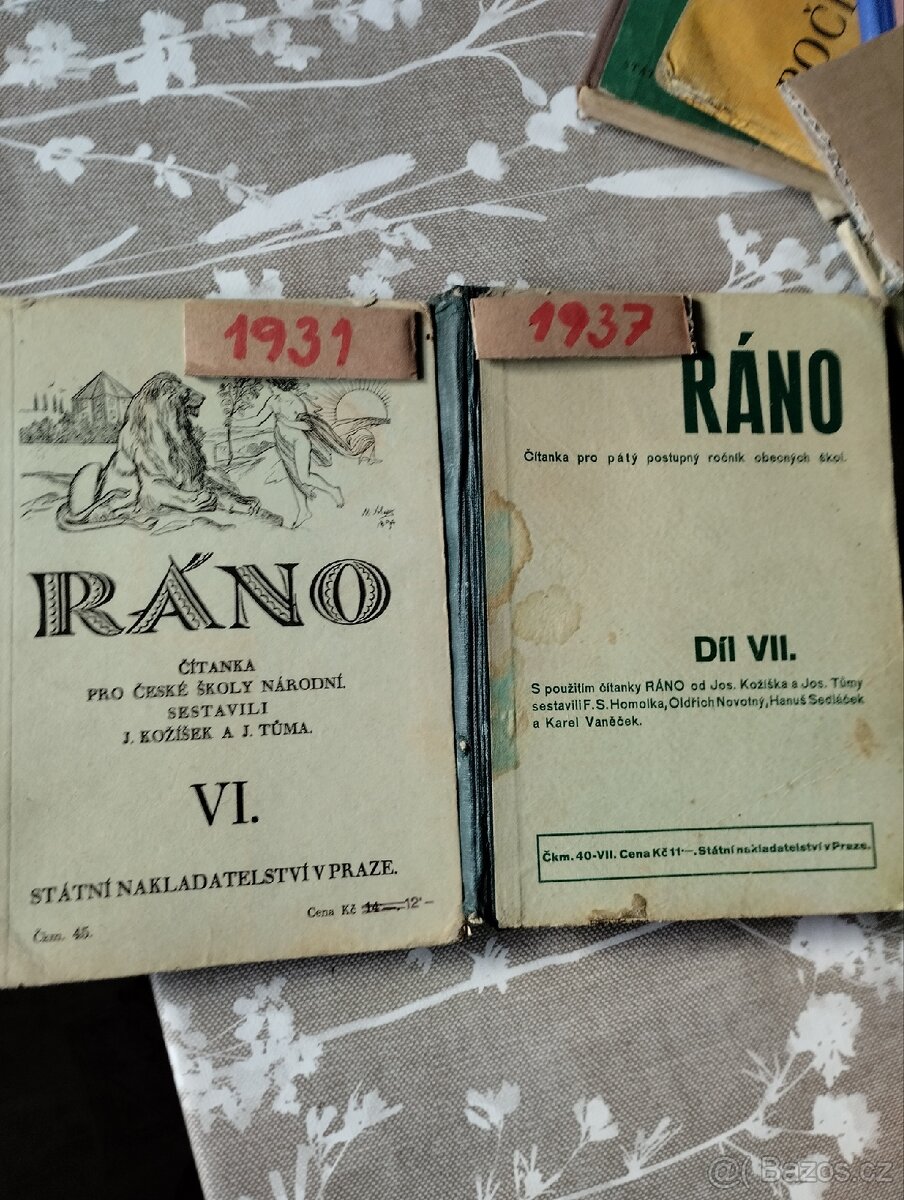 POČ
1931
RÁNO
ČÍTANKA
PRO ČESKÉ ŠKOLY NÁRODNÍ.
SESTAVILI
J. KOŽÍŠEK A J. TŮMA.
VI.
STÁTNÍ NAKLADATELSTVÍ V PRAZE.
Cena Kč 14—. 12'—
Čkm. 45.
1937
RÁNO
Čítanka pro pátý postupný ročník obecných škol.
Díl VII.
S použitím čítanky RÁNO od Jos. Kožíška a Jos. Tůmy
sestavili F. S. Homolka, Oldřich Novotný, Hanuš Sedláček
a Karel Vaněček.
Čkm. 40-VII. Cena Kč 11·—. Státní nakladatelství v Praze.
Bazos.cz